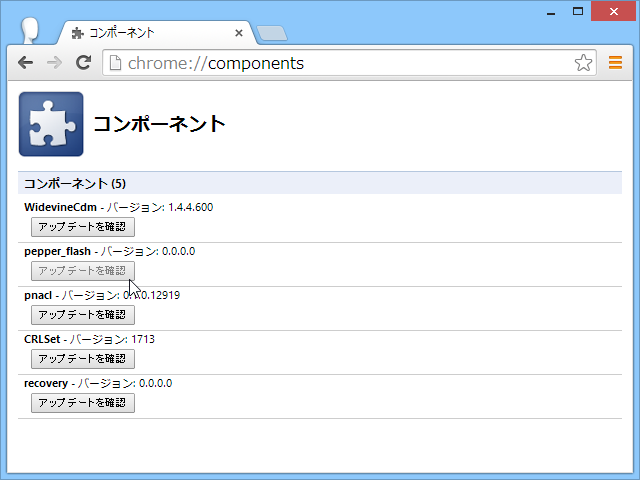 コンポーネント
chrome://components
コンポーネント
コンポーネント (5)
WidevineCdm - バージョン: 1.4.4.600
アップデートを確認
pepper_flash - バージョン: 0.0.0.0
アップデートを確認
pnacl - バージョン: 0.0.12919
アップデートを確認
CRLSet - バージョン: 1713
アップデートを確認
recovery - バージョン: 0.0.0.0
アップデートを確認